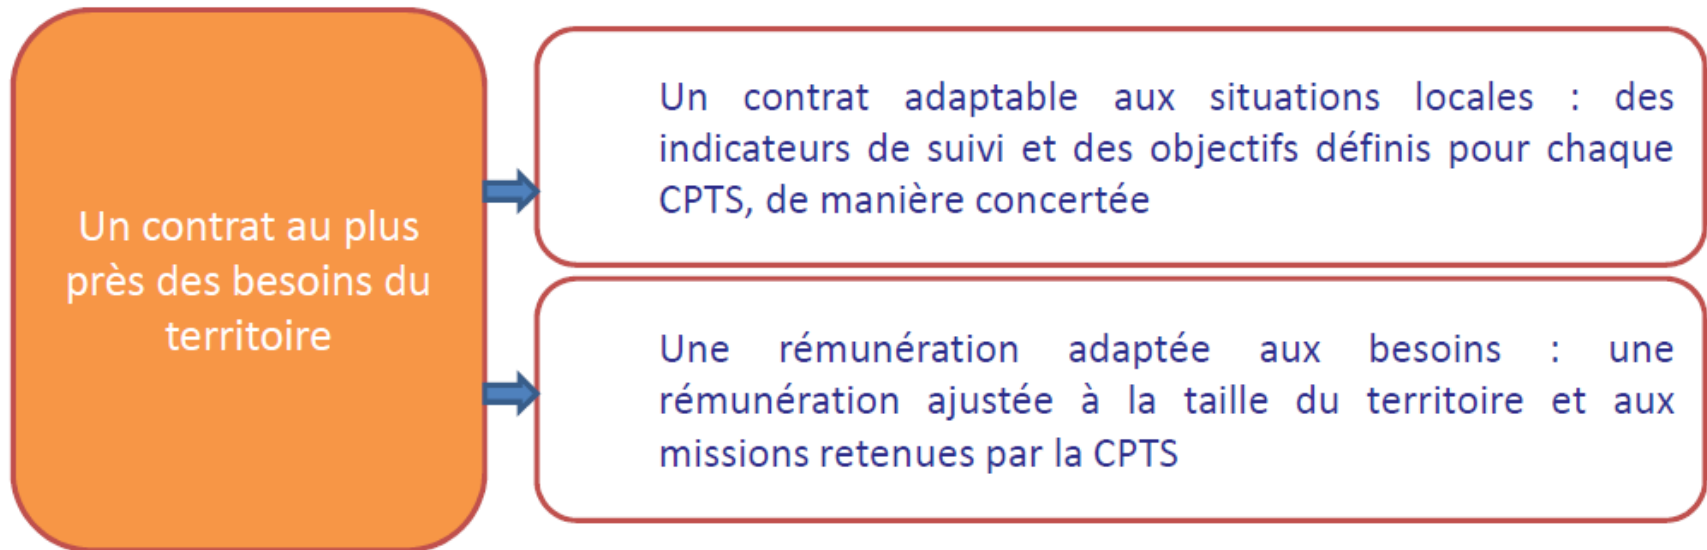 Un contrat au plus
près des besoins du
territoire
Un contrat adaptable aux situations locales : des
indicateurs de suivi et des objectifs définis pour chaque
CPTS, de manière concertée
Une rémunération adaptée aux besoins : une
rémunération ajustée à la taille du territoire et aux
missions retenues par la CPTS